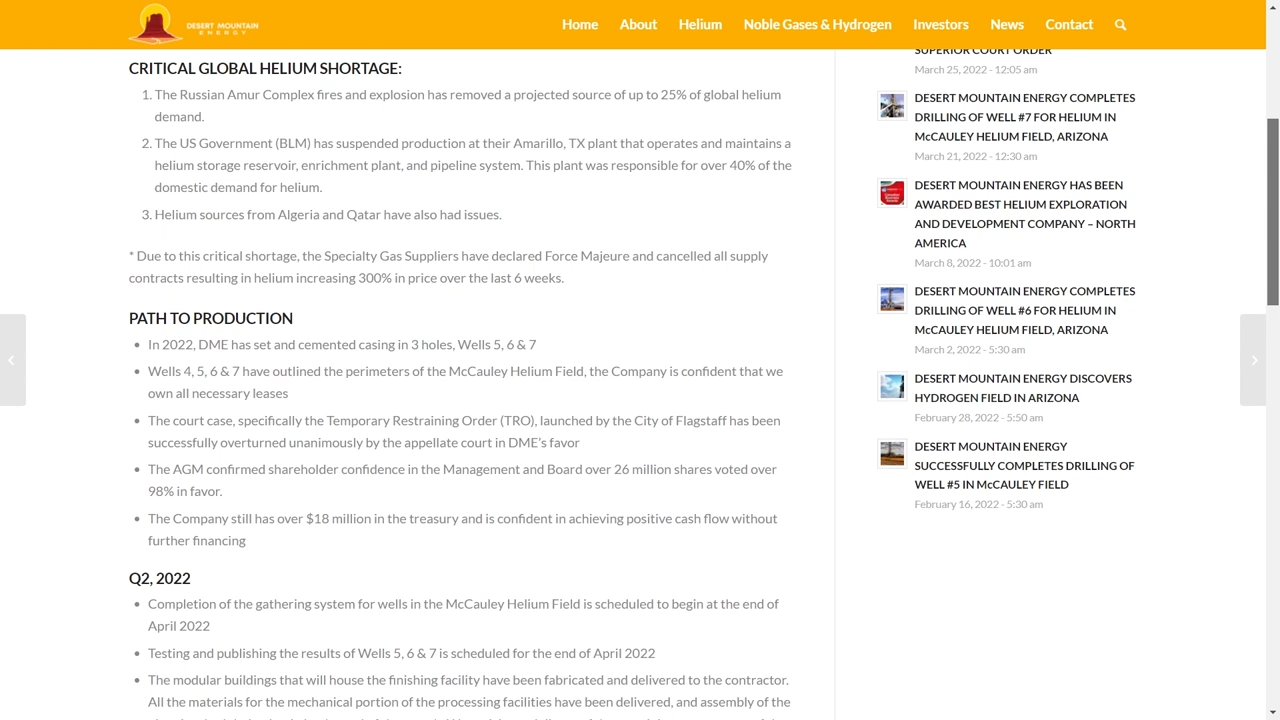 DESERT MOUNTAIN
ENERGY
Home About Helium Noble Gases & Hydrogen Investors News Contact
CRITICAL GLOBAL HELIUM SHORTAGE:
1. The Russian Amur Complex fires and explosion has removed a projected source of up to 25% of global helium
demand.
2. The US Government (BLM) has suspended production at their Amarillo, TX plant that operates and maintains a
helium storage reservoir, enrichment plant, and pipeline system. This plant was responsible for over 40% of the
domestic demand for helium.
3. Helium sources from Algeria and Qatar have also had issues.
* Due to this critical shortage, the Specialty Gas Suppliers have declared Force Majeure and cancelled all supply
contracts resulting in helium increasing 300% in price over the last 6 weeks.
PATH TO PRODUCTION
• In 2022, DME has set and cemented casing in 3 holes, Wells 5, 6 & 7
• Wells 4, 5, 6 & 7 have outlined the perimeters of the McCauley Helium Field, the Company is confident that we
own all necessary leases
• The court case, specifically the Temporary Restraining Order (TRO), launched by the City of Flagstaff has been
successfully overturned unanimously by the appellate court in DME's favor
• The AGM confirmed shareholder confidence in the Management and Board over 26 million shares voted over
98% in favor.
• The Company still has over $18 million in the treasury and is confident in achieving positive cash flow without
further financing
Q2, 2022
• Completion of the gathering system for wells in the McCauley Helium Field is scheduled to begin at the end of
April 2022
• Testing and publishing the results of Wells 5, 6 & 7 is scheduled for the end of April 2022
• The modular buildings that will house the finishing facility have been fabricated and delivered to the contractor.
All the materials for the mechanical portion of the processing facilities have been delivered, and assembly of the
SUPERIOR COURT ORDER
March 25, 2022 - 12:05 am
DESERT MOUNTAIN ENERGY COMPLETES
DRILLING OF WELL #7 FOR HELIUM IN
McCAULEY HELIUM FIELD, ARIZONA
March 21, 2022 - 12:30 am
DESERT MOUNTAIN ENERGY HAS BEEN
AWARDED BEST HELIUM EXPLORATION
AND DEVELOPMENT COMPANY – NORTH
AMERICA
March 8, 2022 - 10:01 am
DESERT MOUNTAIN ENERGY COMPLETES
DRILLING OF WELL #6 FOR HELIUM IN
McCAULEY HELIUM FIELD, ARIZONA
March 2, 2022 - 5:30 am
DESERT MOUNTAIN ENERGY DISCOVERS
HYDROGEN FIELD IN ARIZONA
February 28, 2022 - 5:50 am
DESERT MOUNTAIN ENERGY
SUCCESSFULLY COMPLETES DRILLING OF
WELL #5 IN McCAULEY FIELD
February 16, 2022 - 5:30 am